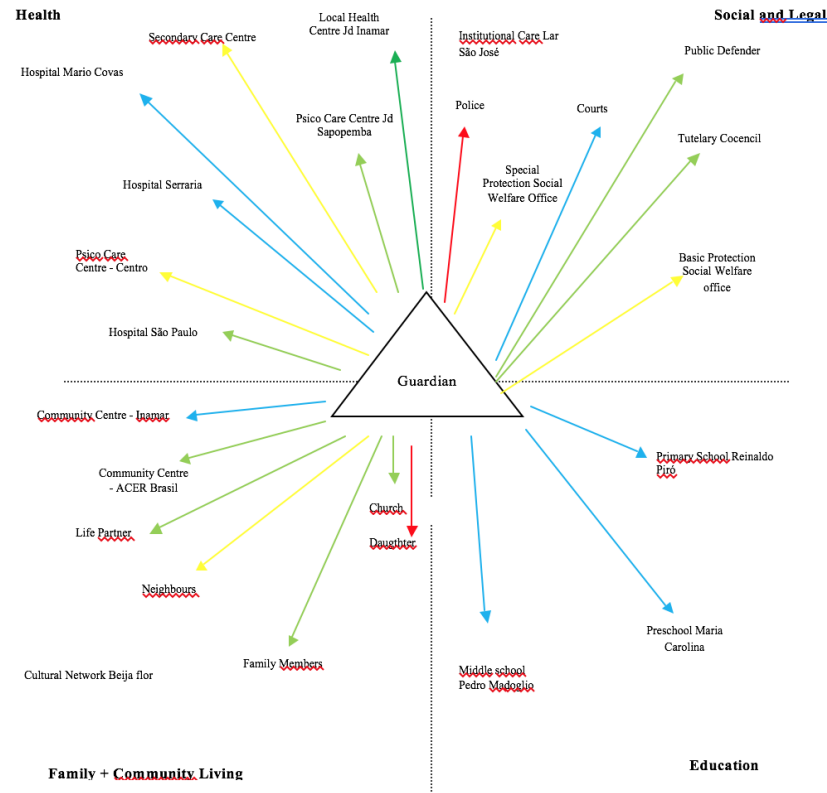 Health
Social and Legal
Local Health
Centre Jd Inamar
Secondary Care Centre
Institutional Care Lar
São José
Public Defender
Hospital Mario Covas
Police
Courts
Psico Care Centre Jd
Sapopemba
Tutelary Cocencil
Special
Protection Social
Welfare Office
Hospital Serraria
Psico Care
Centre - Centro
Basic Protection
Social Welfare
office
Hospital São Paulo
Guardian
Community Centre - Inamar
Primary School Reinaldo
Piró
Community Centre
- ACER Brasil
Church
Life Partner
Daugthter
Neighbours
Preschool Maria
Carolina
Family Members
Cultural Network Beija flor
Middle school
Pedro Madoglio
Family + Community Living
Education